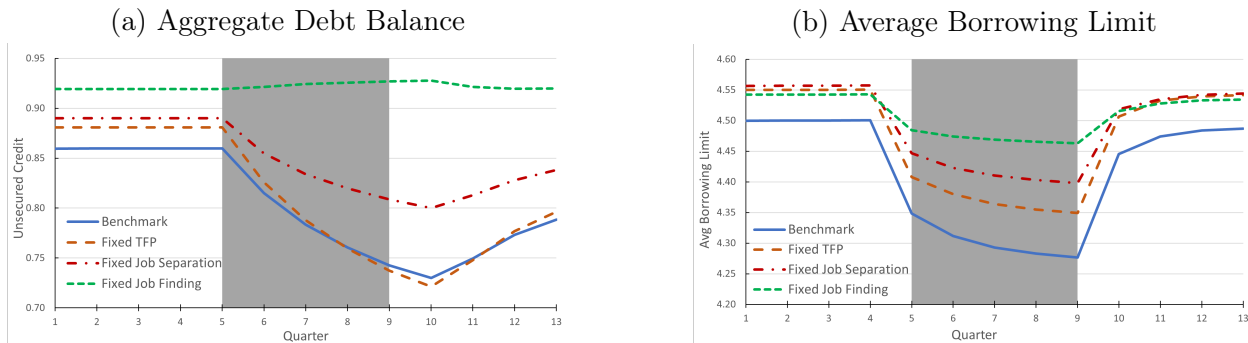 (a) Aggregate Debt Balance
Unsecured Credit
0.95
0.90
0.85
0.80
0.75
0.70
Benchmark
Fixed TFP
Fixed Job Separation
Fixed Job Finding
1 2 3 4 5 6 7 8 9 10 11 12 13
Quarter
(b) Average Borrowing Limit
Avg Borrowing Limit
4.60
4.55
4.50
4.45
4.40
4.35
4.30
4.25
4.20
Benchmark
Fixed TFP
Fixed Job Separation
Fixed Job Finding
1 2 3 4 5 6 7 8 9 10 11 12 13
Quarter